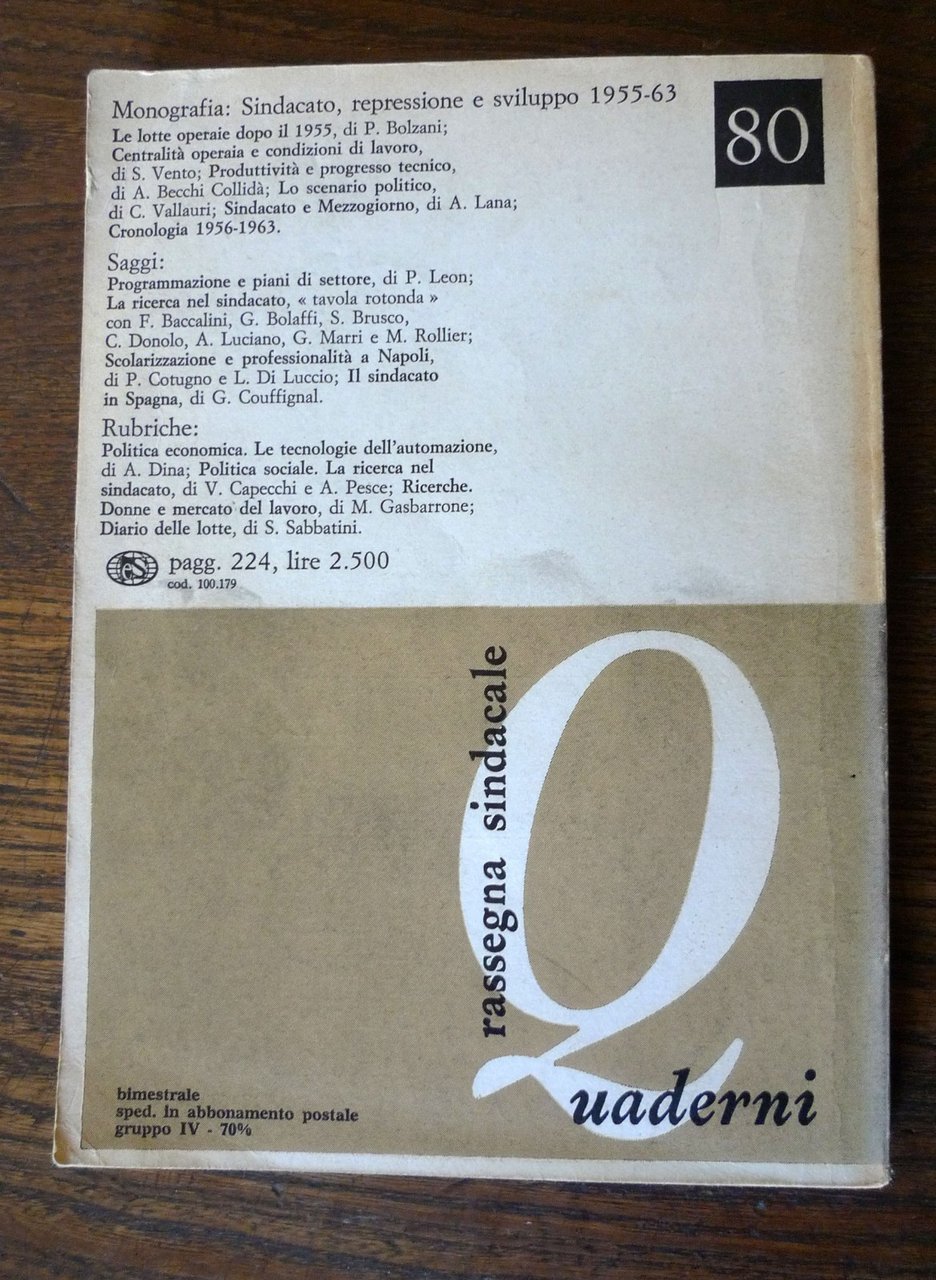 Monografia: Sindacato, repressione e sviluppo 1955-63
80
Le lotte operaie dopo il 1955, di P. Bolzani;
Centralità operaia e condizioni di lavoro,
di S. Vento; Produttività e progresso tecnico,
di A. Becchi Collidà; Lo scenario politico,
di C. Vallauri; Sindacato e Mezzogiorno, di A. Lana;
Cronologia 1956-1963.
Saggi:
Programmazione e piani di settore, di P. Leon;
La ricerca nel sindacato, « tavola rotonda »
con F. Baccalini, G. Bolaffi, S. Brusco,
C. Donolo, A. Luciano, G. Marri e M. Rollier;
Scolarizzazione e professionalità a Napoli,
di P. Cotugno e L. Di Luccio; Il sindacato
in Spagna, di G. Couffignal.
Rubriche:
Politica economica. Le tecnologie dell'automazione,
di A. Dina; Politica sociale. La ricerca nel
sindacato, di V. Capecchi e A. Pesce; Ricerche.
Donne e mercato del lavoro, di M. Gasbarrone;
Diario delle lotte, di S. Sabbatini.
pagg. 224, lire 2.500
cod. 100.179
rassegna sindacale
Quaderni
bimestrale
sped. in abbonamento postale
gruppo IV - 70%